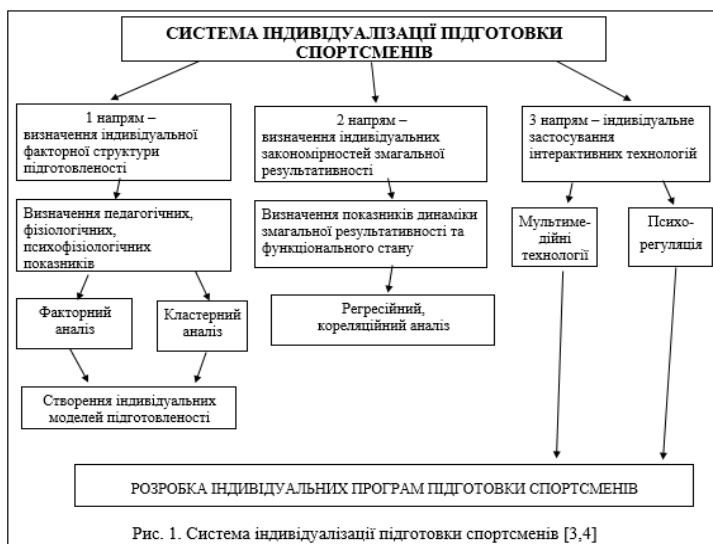 СИСТЕМА ІНДИВІДУАЛІЗАЦІЇ ПІДГОТОВКИ
СПОРТСМЕНІВ
1 напрям –
визначення індивідуальної
факторної структури
підготовленості
2 напрям –
визначення індивідуальних
закономірностей змагальної
результативності
3 напрям – індивідуальне
застосування
інтерактивних технологій
Визначення педагогічних,
фізіологічних,
психофізіологічних
показників
Визначення показників динаміки
змагальної результативності та
функціонального стану
Мультиме-
дійні
технології
Психо-
регуляція
Факторний
аналіз
Кластерний
аналіз
Регресійний,
кореляційний аналіз
Створення індивідуальних
моделей підготовленості
РОЗРОБКА ІНДИВІДУАЛЬНИХ ПРОГРАМ ПІДГОТОВКИ СПОРТСМЕНІВ
Рис. 1. Система індивідуалізації підготовки спортсменів [3,4]